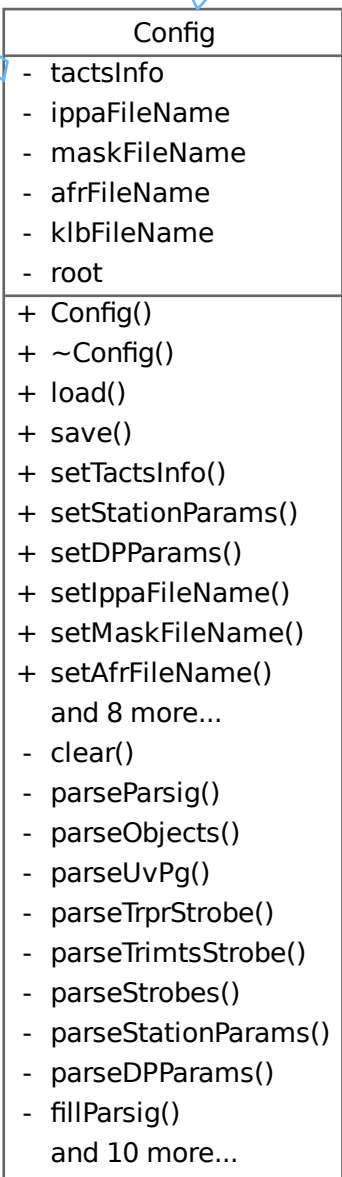 Config
- tactsInfo
- ippaFileName
- maskFileName
- afrFileName
- klbFileName
- root
+ Config()
+ ~Config()
+ load()
+ save()
+ setTactsInfo()
+ setStationParams()
+ setDPParams()
+ setIppaFileName()
+ setMaskFileName()
+ setAfrFileName()
and 8 more...
- clear()
- parseParsig()
- parseObjects()
- parseUvPg()
- parseTrprStrobe()
- parseTrimtsStrobe()
- parseStrobes()
- parseStationParams()
- parseDPParams()
- fillParsig()
and 10 more...